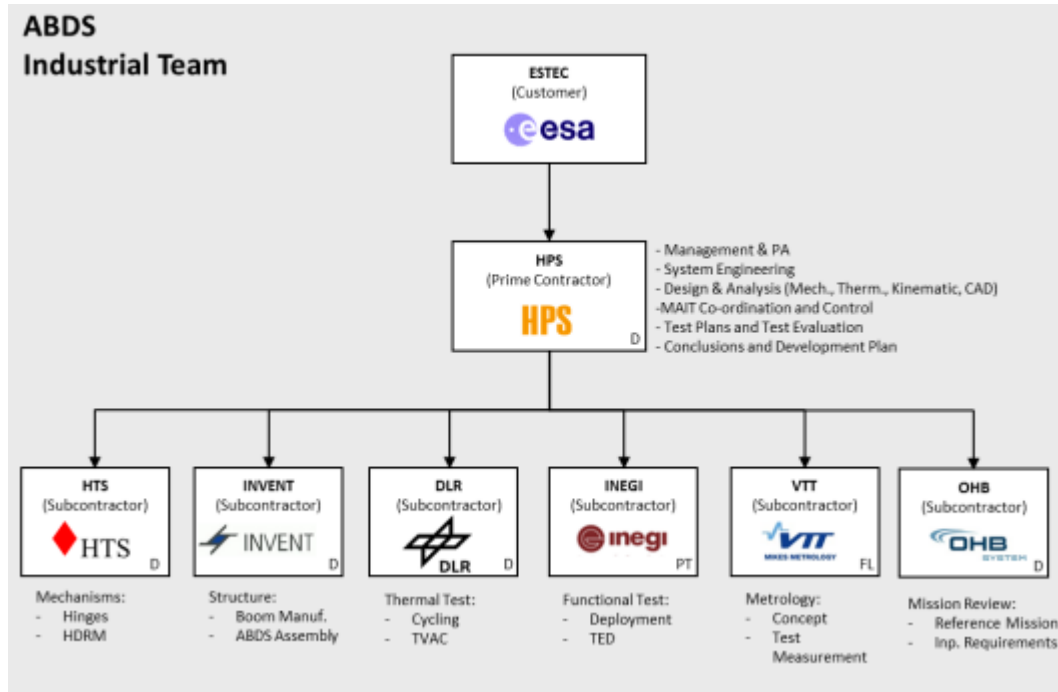 ABDS
Industrial Team
ESTEC
(Customer)
esa
HPS
(Prime Contractor)
HPS
D
- Management & PA
- System Engineering
- Design & Analysis (Mech., Therm., Kinematic, CAD)
-MAIT Co-ordination and Control
- Test Plans and Test Evaluation
- Conclusions and Development Plan
HTS
(Subcontractor)
HTS
D
Mechanisms:
- Hinges
- HDRM
INVENT
(Subcontractor)
INVENT
D
Structure:
- Boom Manuf.
- ABDS Assembly
DLR
(Subcontractor)
DLR
D
Thermal Test:
- Cycling
- TVAC
INEGI
(Subcontractor)
inegi
PT
Functional Test:
- Deployment
- TED
VTT
(Subcontractor)
VTT
MIKES METROLOGY
FL
Metrology:
- Concept
- Test
Measurement
OHB
(Subcontractor)
OHB
SYSTEM
D
Mission Review:
- Reference Mission
- Inp. Requirements